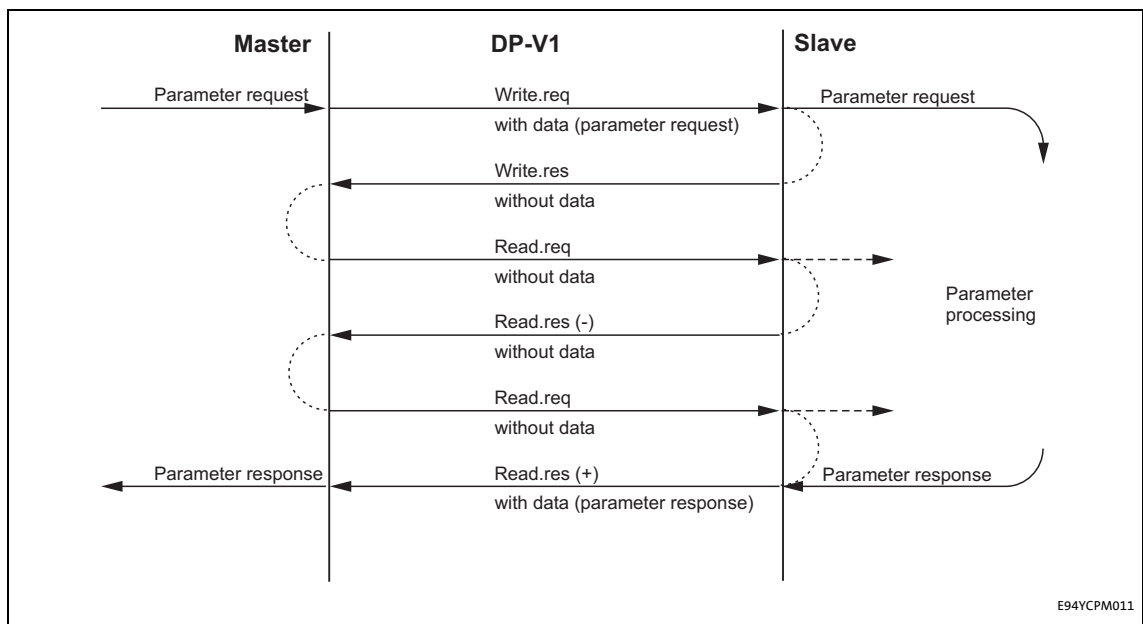 Master
DP-V1
Slave
Parameter request
Write.req
Parameter request
with data (parameter request)
Write.res
without data
Read.req
without data
Parameter
processing
Read.res (-)
without data
Read.req
without data
Parameter response
Read.res (+)
Parameter response
with data (parameter response)
E94YCPM011